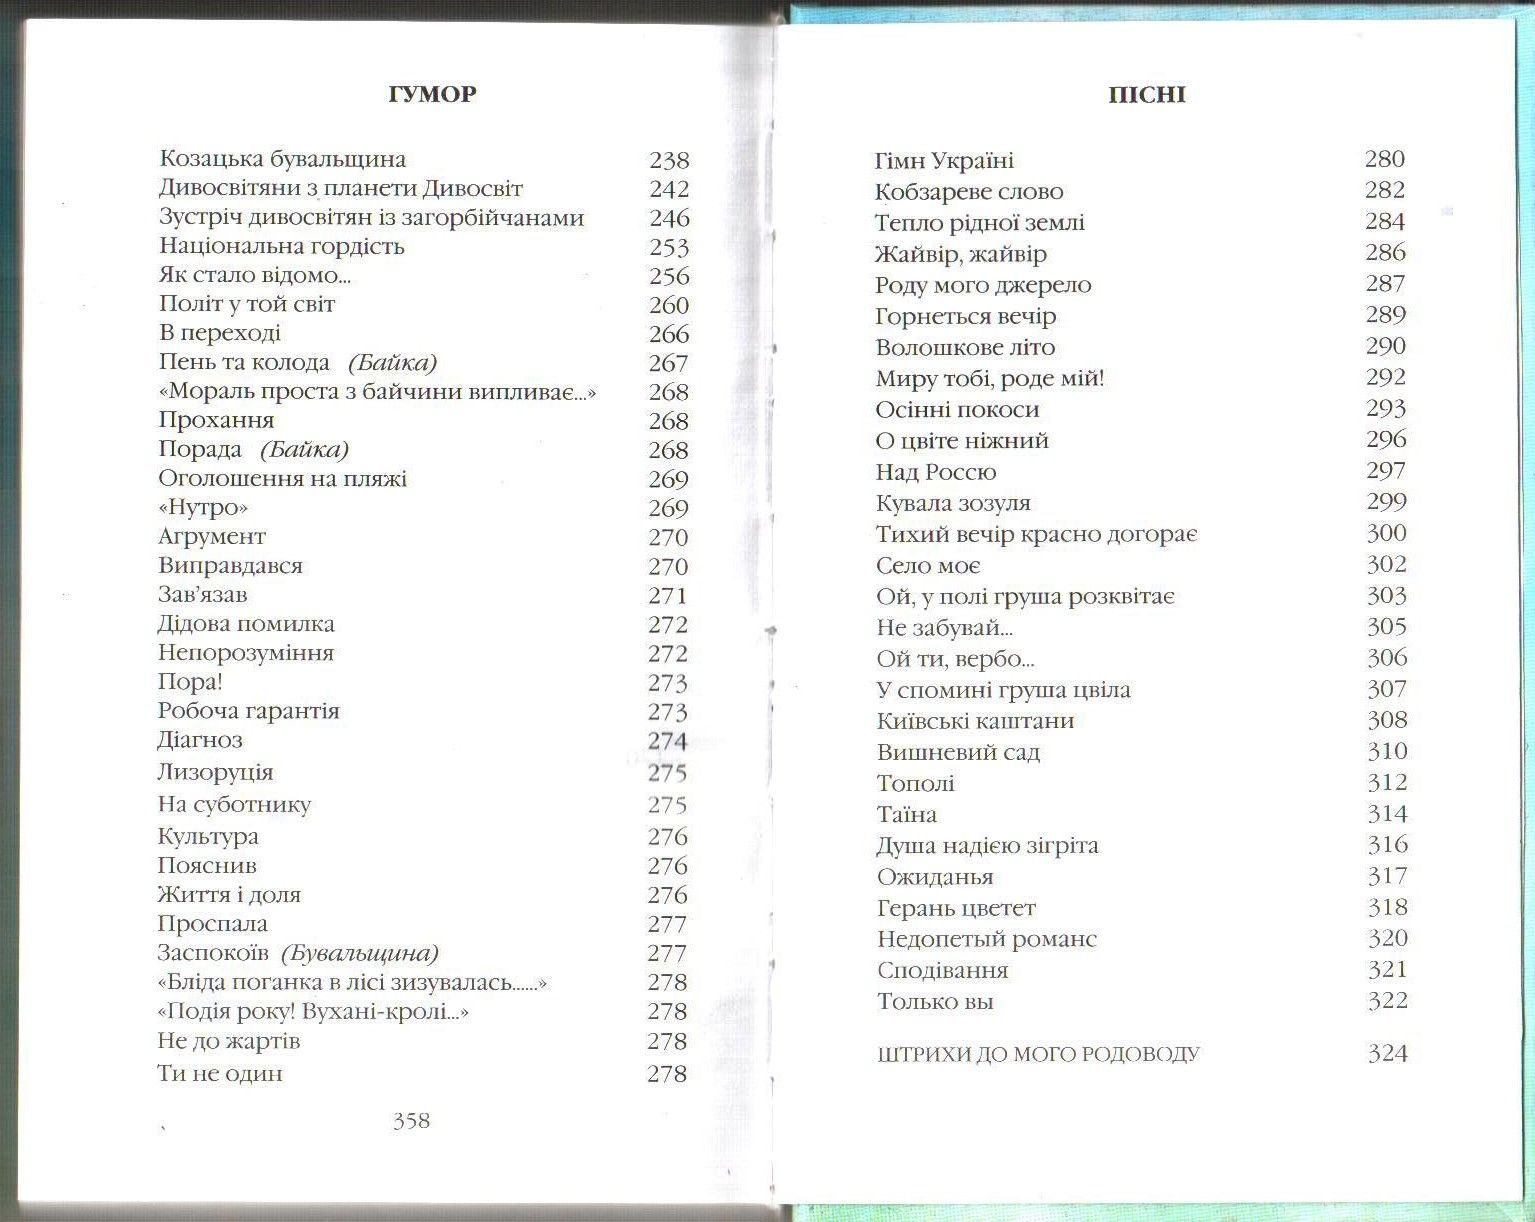 ГУМОР
Козацька бувальщина 238
Дивосвітяни з планети Дивосвіт 242
Зустріч дивосвітян із загорбійчанами 246
Національна гордість 253
Як стало відомо... 256
Політ у той світ 260
В переході 266
Пень та колода (Байка) 267
«Мораль проста з байчини випливає...» 268
Прохання 268
Порада (Байка) 268
Оголошення на пляжі 269
«Нутро» 269
Агрумент 270
Виправдався 270
Зав’язав 271
Дідова помилка 272
Непорозуміння 272
Пора! 273
Робоча гарантія 273
Діагноз 274
Лизоруція 275
На суботнику 275
Культура 276
Пояснив 276
Життя і доля 276
Проспала 277
Заспокоїв (Бувальщина) 277
«Бліда поганка в лісі зизувалась......» 278
«Подія року! Вухані-кролі...» 278
Не до жартів 278
Ти не один 278
358
ПІСНІ
Гімн Україні 280
Кобзареве слово 282
Тепло рідної землі 284
Жайвір, жайвір 286
Роду мого джерело 287
Горнеться вечір 289
Волошкове літо 290
Миру тобі, роде мій! 292
Осінні покоси 293
О цвіте ніжний 296
Над Россю 297
Кувала зозуля 299
Тихий вечір красно догорає 300
Село моє 302
Ой, у полі груша розквітає 303
Не забувай... 305
Ой ти, вербо... 306
У спомині груша цвіла 307
Київські каштани 308
Вишневий сад 310
Тополі 312
Таїна 314
Душа надією зігріта 316
Ожиданья 317
Герань цветет 318
Недопетый романс 320
Сподівання 321
Только вы 322
ШТРИХИ ДО МОГО РОДОВОДУ 324